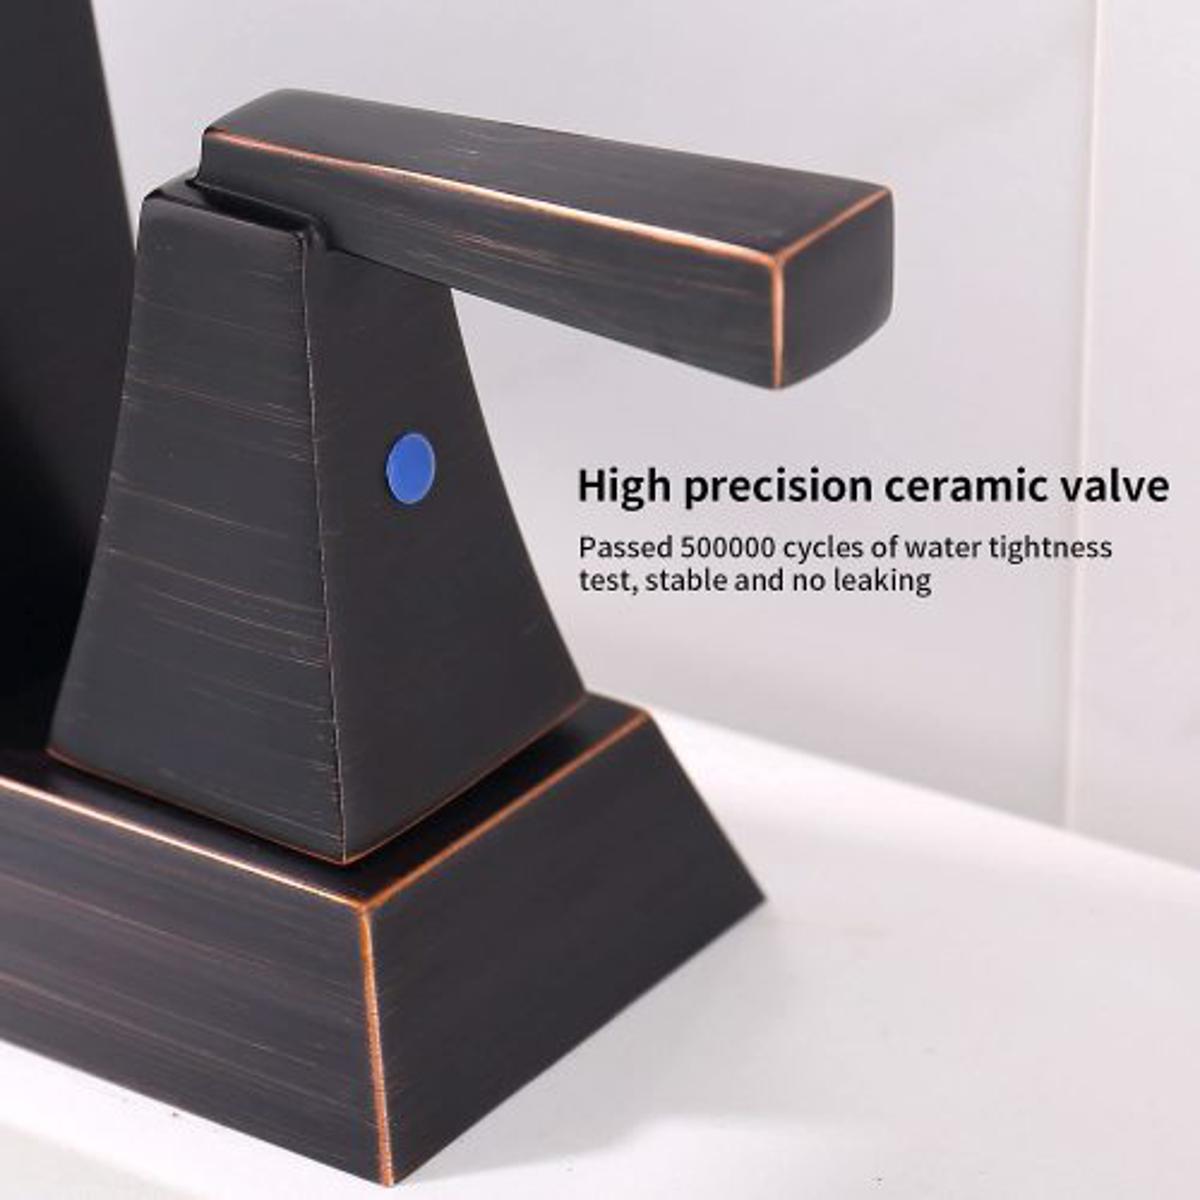 High precision ceramic valve
Passed 500000 cycles of water tightness
test, stable and no leaking